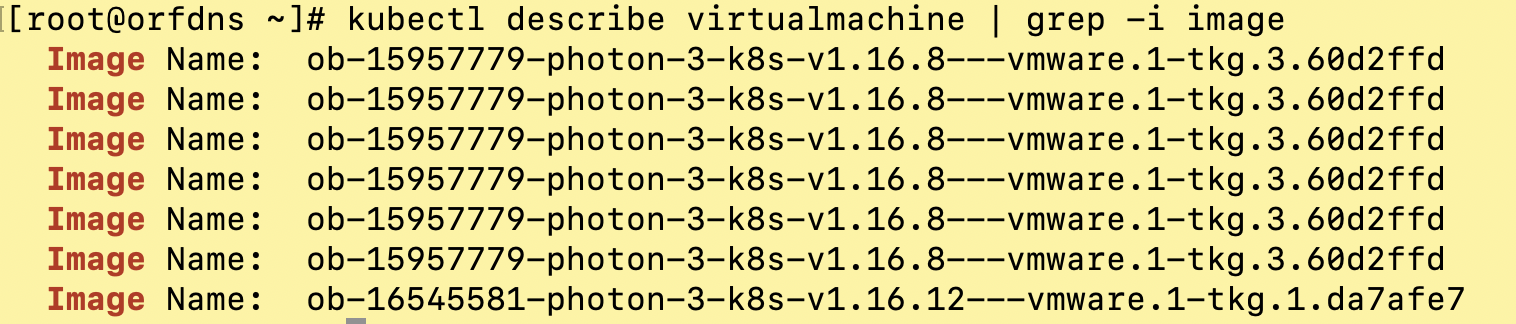 [[root@orfdns ~]# kubectl describe virtualmachine | grep -i image
Image Name: ob-15957779-photon-3-k8s-v1.16.8---vmware.1-tkg.3.60d2ffd
Image Name: ob-15957779-photon-3-k8s-v1.16.8---vmware.1-tkg.3.60d2ffd
Image Name: ob-15957779-photon-3-k8s-v1.16.8---vmware.1-tkg.3.60d2ffd
Image Name: ob-15957779-photon-3-k8s-v1.16.8---vmware.1-tkg.3.60d2ffd
Image Name: ob-15957779-photon-3-k8s-v1.16.8---vmware.1-tkg.3.60d2ffd
Image Name: ob-15957779-photon-3-k8s-v1.16.8---vmware.1-tkg.3.60d2ffd
Image Name: ob-16545581-photon-3-k8s-v1.16.12---vmware.1-tkg.1.da7afe7